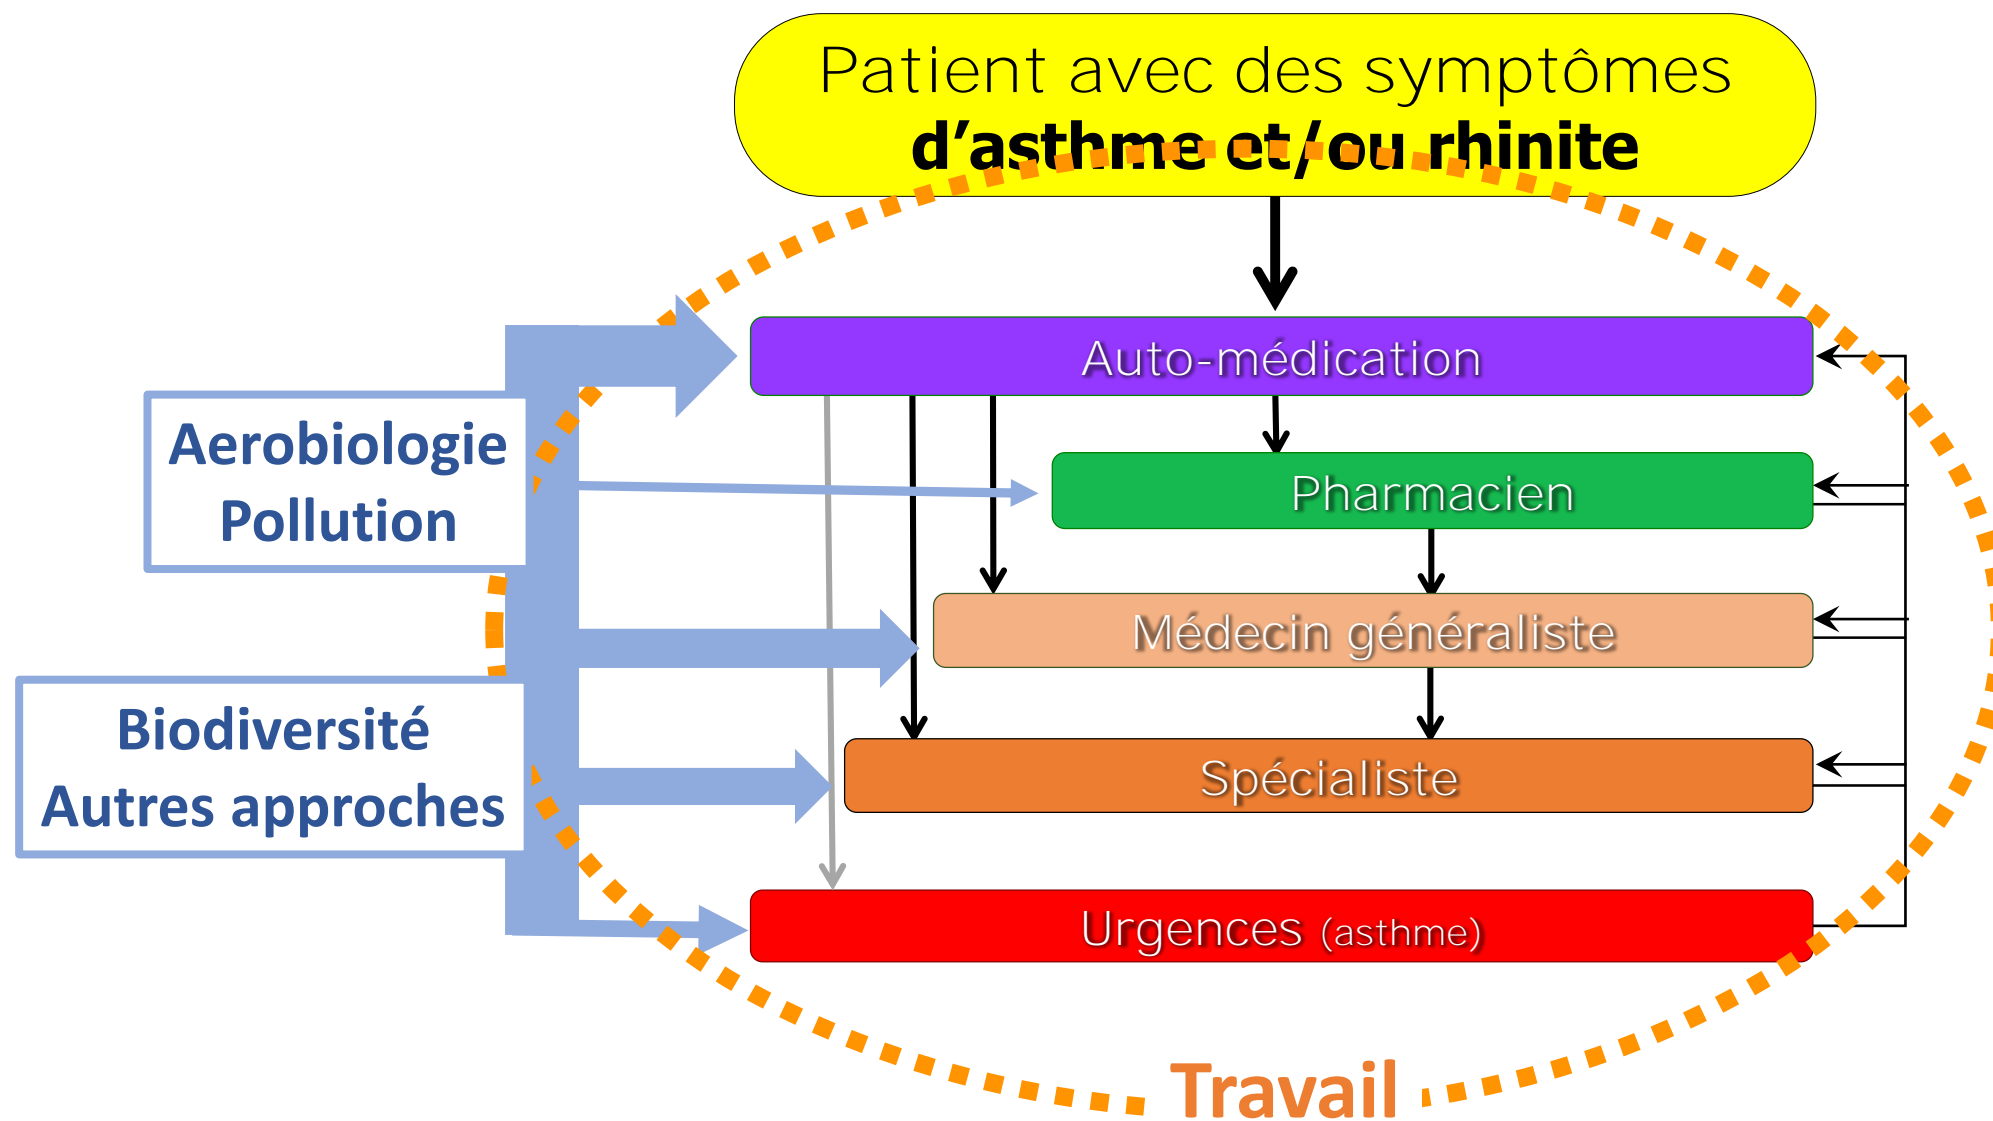 Patient avec des symptômes
d’asthme et/ou rhinite
Auto-médication
Aerobiologie
Pollution
Pharmacien
Médecin généraliste
Biodiversité
Autres approches
Spécialiste
Urgences (asthme)
Travail